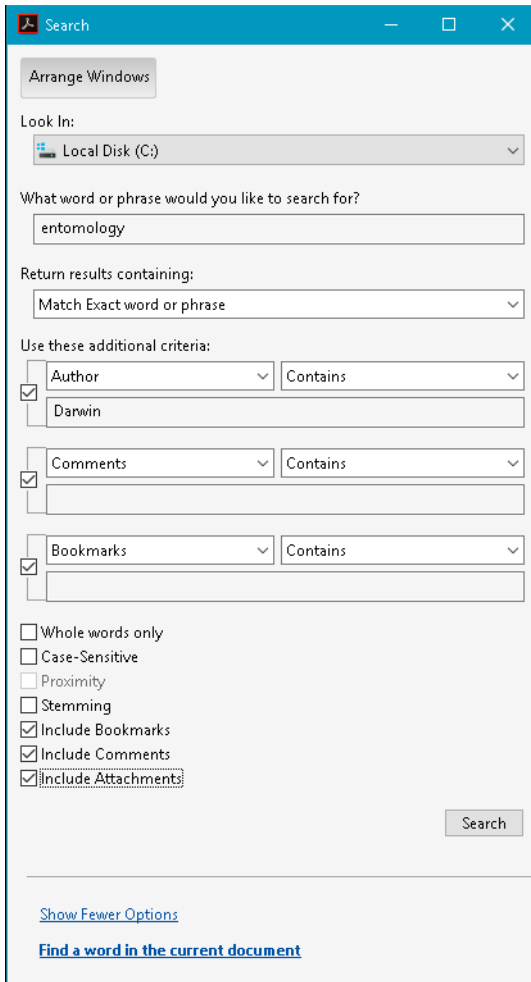 Search
Arrange Windows
Look In:
Local Disk (C:)
What word or phrase would you like to search for?
entomology
Return results containing:
Match Exact word or phrase
Use these additional criteria:
Author Contains
Darwin
Comments Contains
Bookmarks Contains
Whole words only
Case-Sensitive
Proximity
Stemming
Include Bookmarks
Include Comments
Include Attachments
Search
Show Fewer Options
Find a word in the current document